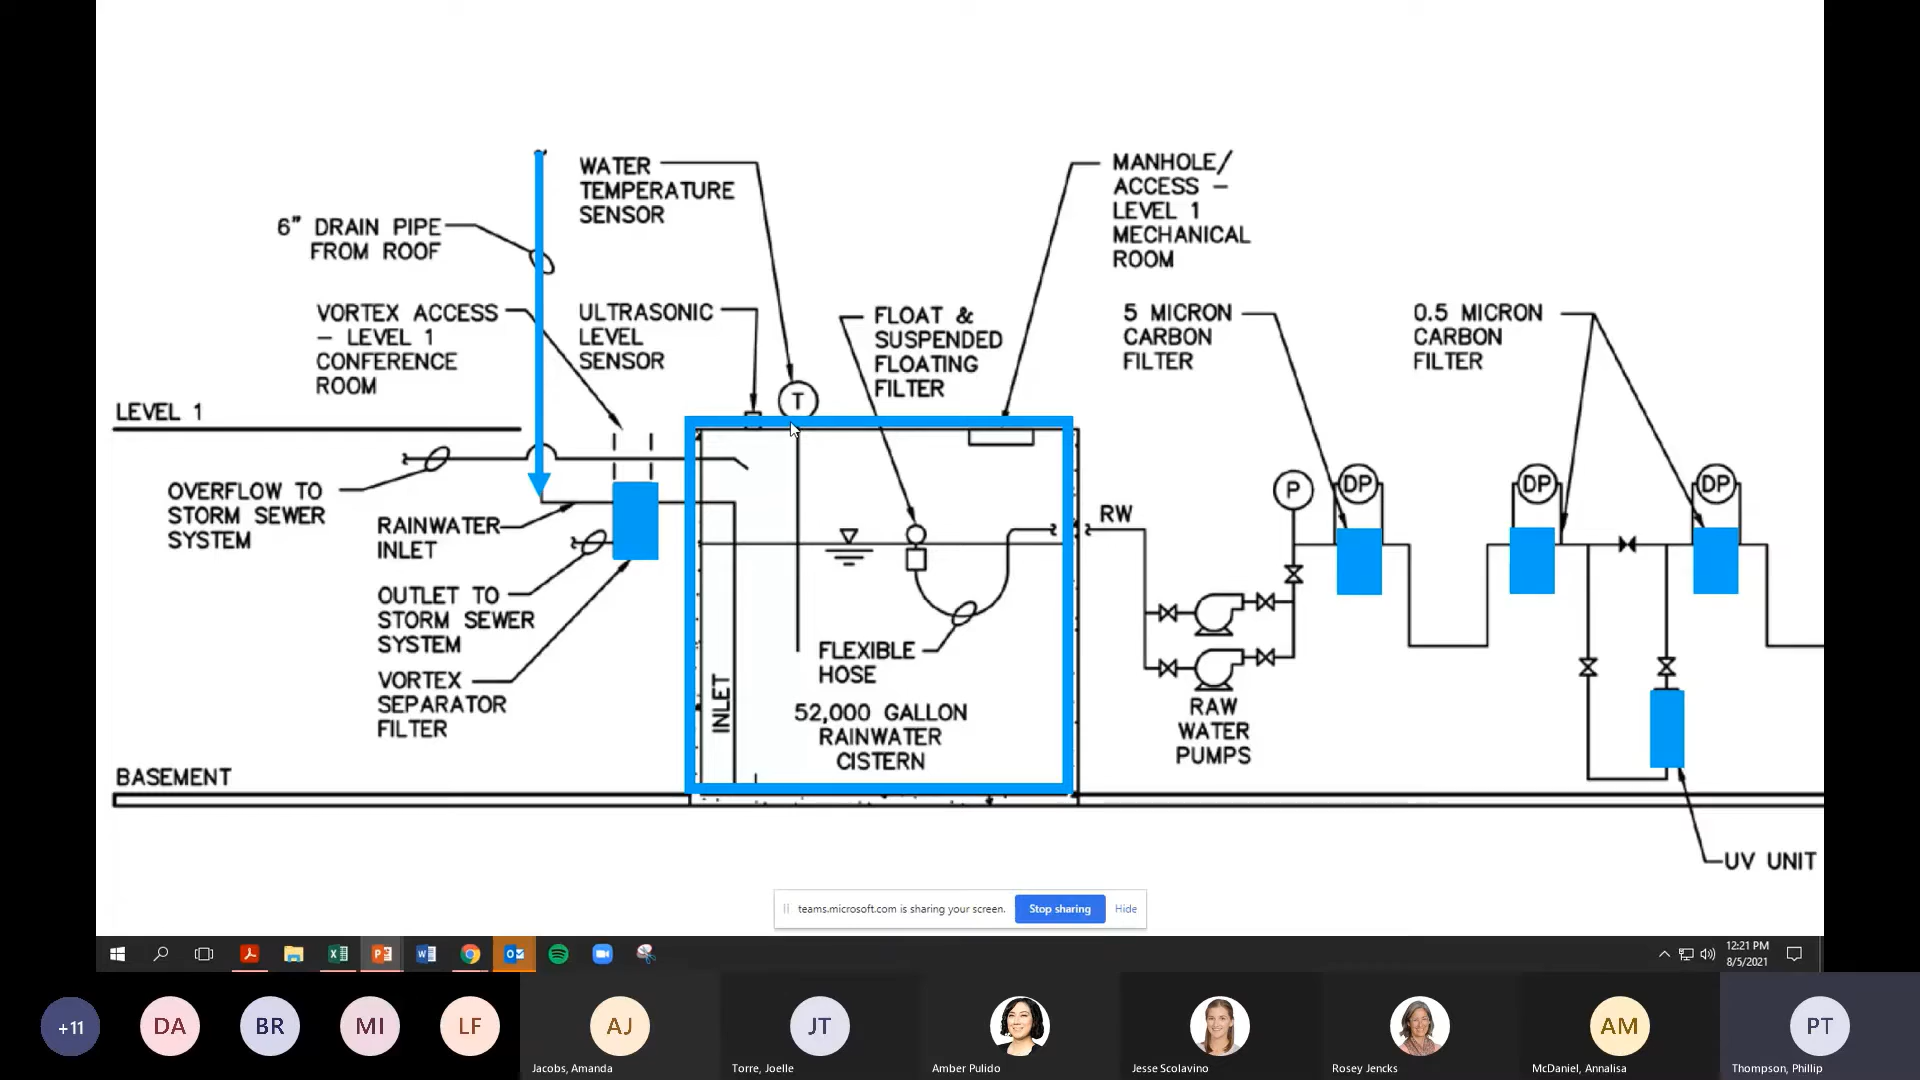 WATER
TEMPERATURE
SENSOR
MANHOLE/
ACCESS –
LEVEL 1
MECHANICAL
ROOM
6" DRAIN PIPE
FROM ROOF
VORTEX ACCESS
– LEVEL 1
CONFERENCE
ROOM
ULTRASONIC
LEVEL
SENSOR
FLOAT &
SUSPENDED
FLOATING
FILTER
5 MICRON
CARBON
FILTER
0.5 MICRON
CARBON
FILTER
LEVEL 1
T
OVERFLOW TO
STORM SEWER
SYSTEM
RAINWATER
INLET
OUTLET TO
STORM SEWER
SYSTEM
VORTEX
SEPARATOR
FILTER
RW
P
DP
DP
DP
INLET
FLEXIBLE
HOSE
52,000 GALLON
RAINWATER
CISTERN
RAW
WATER
PUMPS
BASEMENT
UV UNIT
teams.microsoft.com is sharing your screen. Stop sharing Hide
12:21 PM
8/5/2021
+11
DA
BR
MI
LF
AJ
JT
AM
PT
Jacobs, Amanda
Torre, Joelle
Amber Pulido
Jesse Scolavino
Rosey Jencks
McDaniel, Annalisa
Thompson, Phillip